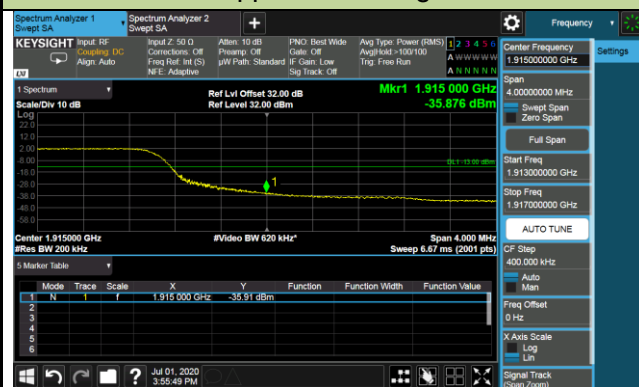 Spectrum Analyzer 1
Swept SA
Spectrum Analyzer 2
Swept SA
+
Frequency
KEYSIGHT
Input: RF
Coupling: DC
Align: Auto
Input Z: 50 Ω
Corrections: Off
Freq Ref: Int (S)
NFE: Adaptive
Atten: 10 dB
Preamp: Off
µW Path: Standard
PNO: Best Wide
Gate: Off
IF Gain: Low
Sig Track: Off
Avg Type: Power (RMS)
Avg|Hold:>100/100
Trig: Free Run
1 2 3 4 5 6
A W W W W W
A N N N N N
LXI
1 Spectrum
Scale/Div 10 dB
Ref Lvl Offset 32.00 dB
Ref Level 32.00 dBm
Mkr1 1.915 000 GHz
-35.876 dBm
Log
22.0
12.0
2.00
-8.00
-18.0
-28.0
-38.0
-48.0
-58.0
DL1 -13.00 dBm
1
Center 1.915000 GHz
#Res BW 200 kHz
#Video BW 620 kHz*
Span 4.000 MHz
Sweep 6.67 ms (2001 pts)
5 Marker Table
Mode Trace Scale X Y Function Function Width Function Value
1 N 1 f 1.915 000 GHz -35.91 dBm
2
3
4
5
6
Jul 01, 2020
3:55:49 PM
?
Center Frequency
1.915000000 GHz
Settings
Span
4.00000000 MHz
Swept Span
Zero Span
Full Span
Start Freq
1.913000000 GHz
Stop Freq
1.917000000 GHz
AUTO TUNE
CF Step
400.000 kHz
Auto
Man
Freq Offset
0 Hz
X Axis Scale
Log
Lin
Signal Track
(Span Zoom)